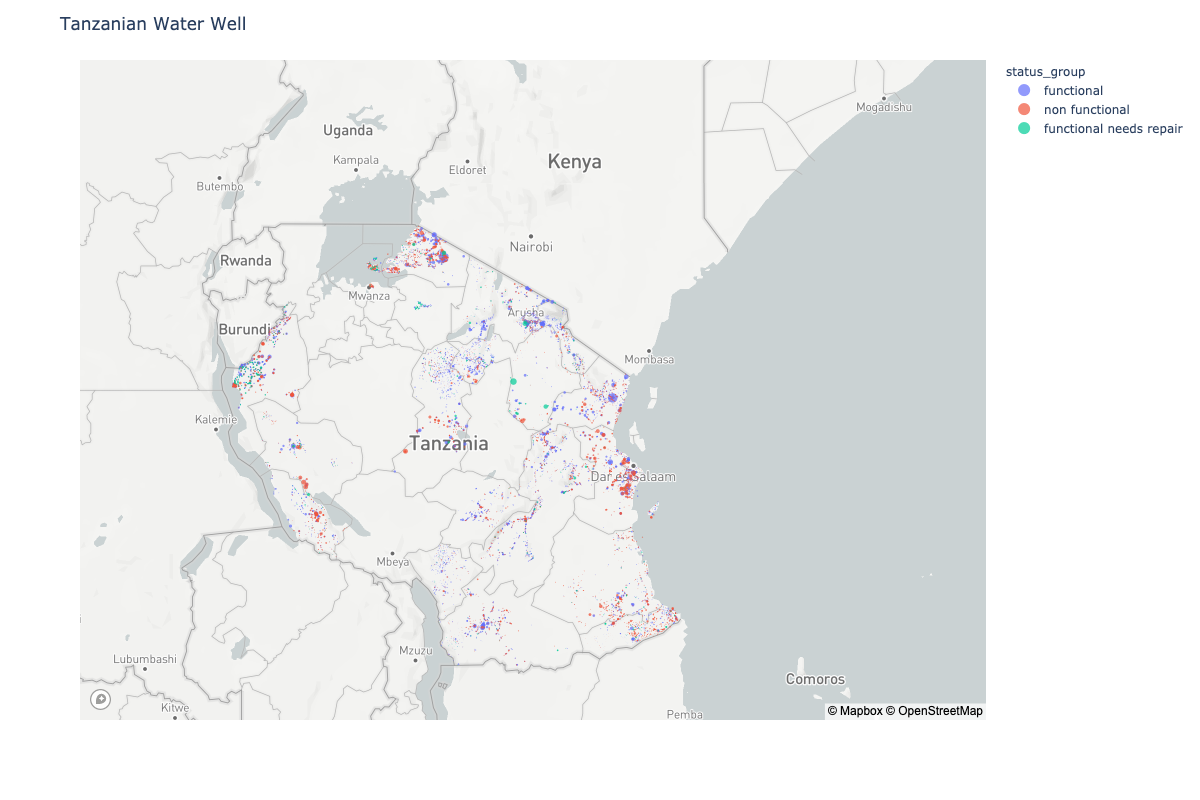 Tanzanian Water Well
status_group
functional
non functional
functional needs repair
Mogadishu
Uganda
Kampala
Eldoret
Kenya
Butembo
Nairobi
Rwanda
Mwanza
Arusha
Burundi
Mombasa
Kalemie
Tanzania
Dar es Salaam
Mbeya
Mzuzu
Lubumbashi
Comoros
Kitwe
Pemba
© Mapbox © OpenStreetMap